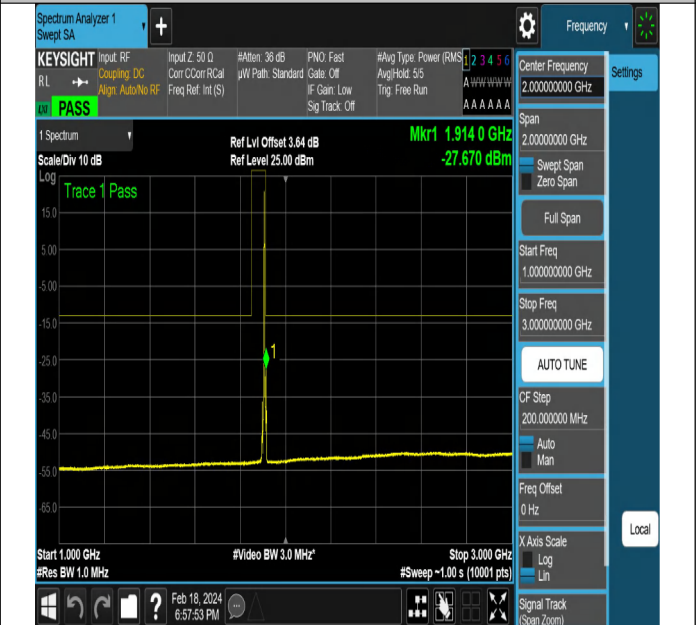 Spectrum Analyzer 1
Swept SA
+
Frequency
KEYSIGHT
RL
PASS
Input: RF
Coupling: DC
Align: Auto/No RF
Input Z: 50 Ω
Corr CCorr RCal
Freq Ref: Int (S)
#Atten: 36 dB
µW Path: Standard
PNO: Fast
Gate: Off
IF Gain: Low
Sig Track: Off
#Avg Type: Power (RMS
Avg|Hold: 5/5
Trig: Free Run
1 2 3 4 5 6
A W W W W W
A A A A A A
1 Spectrum
Scale/Div 10 dB
Ref Lvl Offset 3.64 dB
Ref Level 25.00 dBm
Mkr1 1.914 0 GHz
-27.670 dBm
Log
Trace 1 Pass
15.0
5.00
-5.00
-15.0
-25.0
-35.0
-45.0
-55.0
-65.0
1
Start 1.000 GHz
#Res BW 1.0 MHz
#Video BW 3.0 MHz*
Stop 3.000 GHz
#Sweep ~1.00 s (10001 pts)
Center Frequency
2.000000000 GHz
Settings
Span
2.00000000 GHz
Swept Span
Zero Span
Full Span
Start Freq
1.000000000 GHz
Stop Freq
3.000000000 GHz
AUTO TUNE
CF Step
200.000000 MHz
Auto
Man
Freq Offset
0 Hz
X Axis Scale
Log
Lin
Local
Signal Track
(Span Zoom)
?
Feb 18, 2024
6:57:53 PM